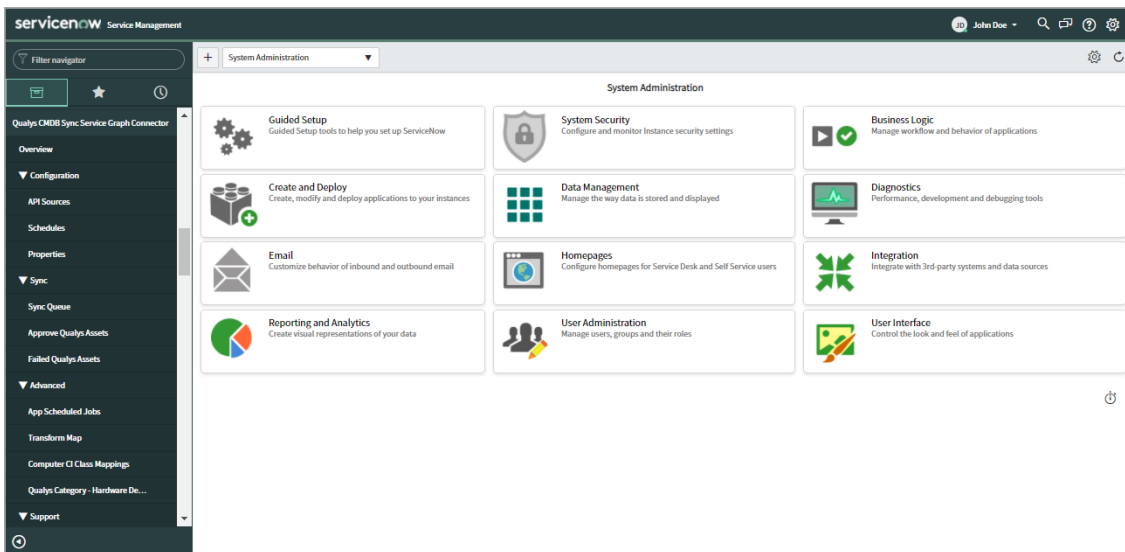 servicenow Service Management
JD John Doe
Filter navigator
System Administration
Qualys CMDB Sync Service Graph Connector
Overview
Configuration
API Sources
Schedules
Properties
Sync
Sync Queue
Approve Qualys Assets
Failed Qualys Assets
Advanced
App Scheduled Jobs
Transform Map
Computer CI Class Mappings
Qualys Category - Hardware De...
Support
System Administration
Guided Setup
Guided Setup tools to help you set up ServiceNow
System Security
Configure and monitor Instance security settings
Business Logic
Manage workflow and behavior of applications
Create and Deploy
Create, modify and deploy applications to your instances
Data Management
Manage the way data is stored and displayed
Diagnostics
Performance, development and debugging tools
Email
Customize behavior of inbound and outbound email
Homepages
Configure homepages for Service Desk and Self Service users
Integration
Integrate with 3rd-party systems and data sources
Reporting and Analytics
Create visual representations of your data
User Administration
Manage users, groups and their roles
User Interface
Control the look and feel of applications